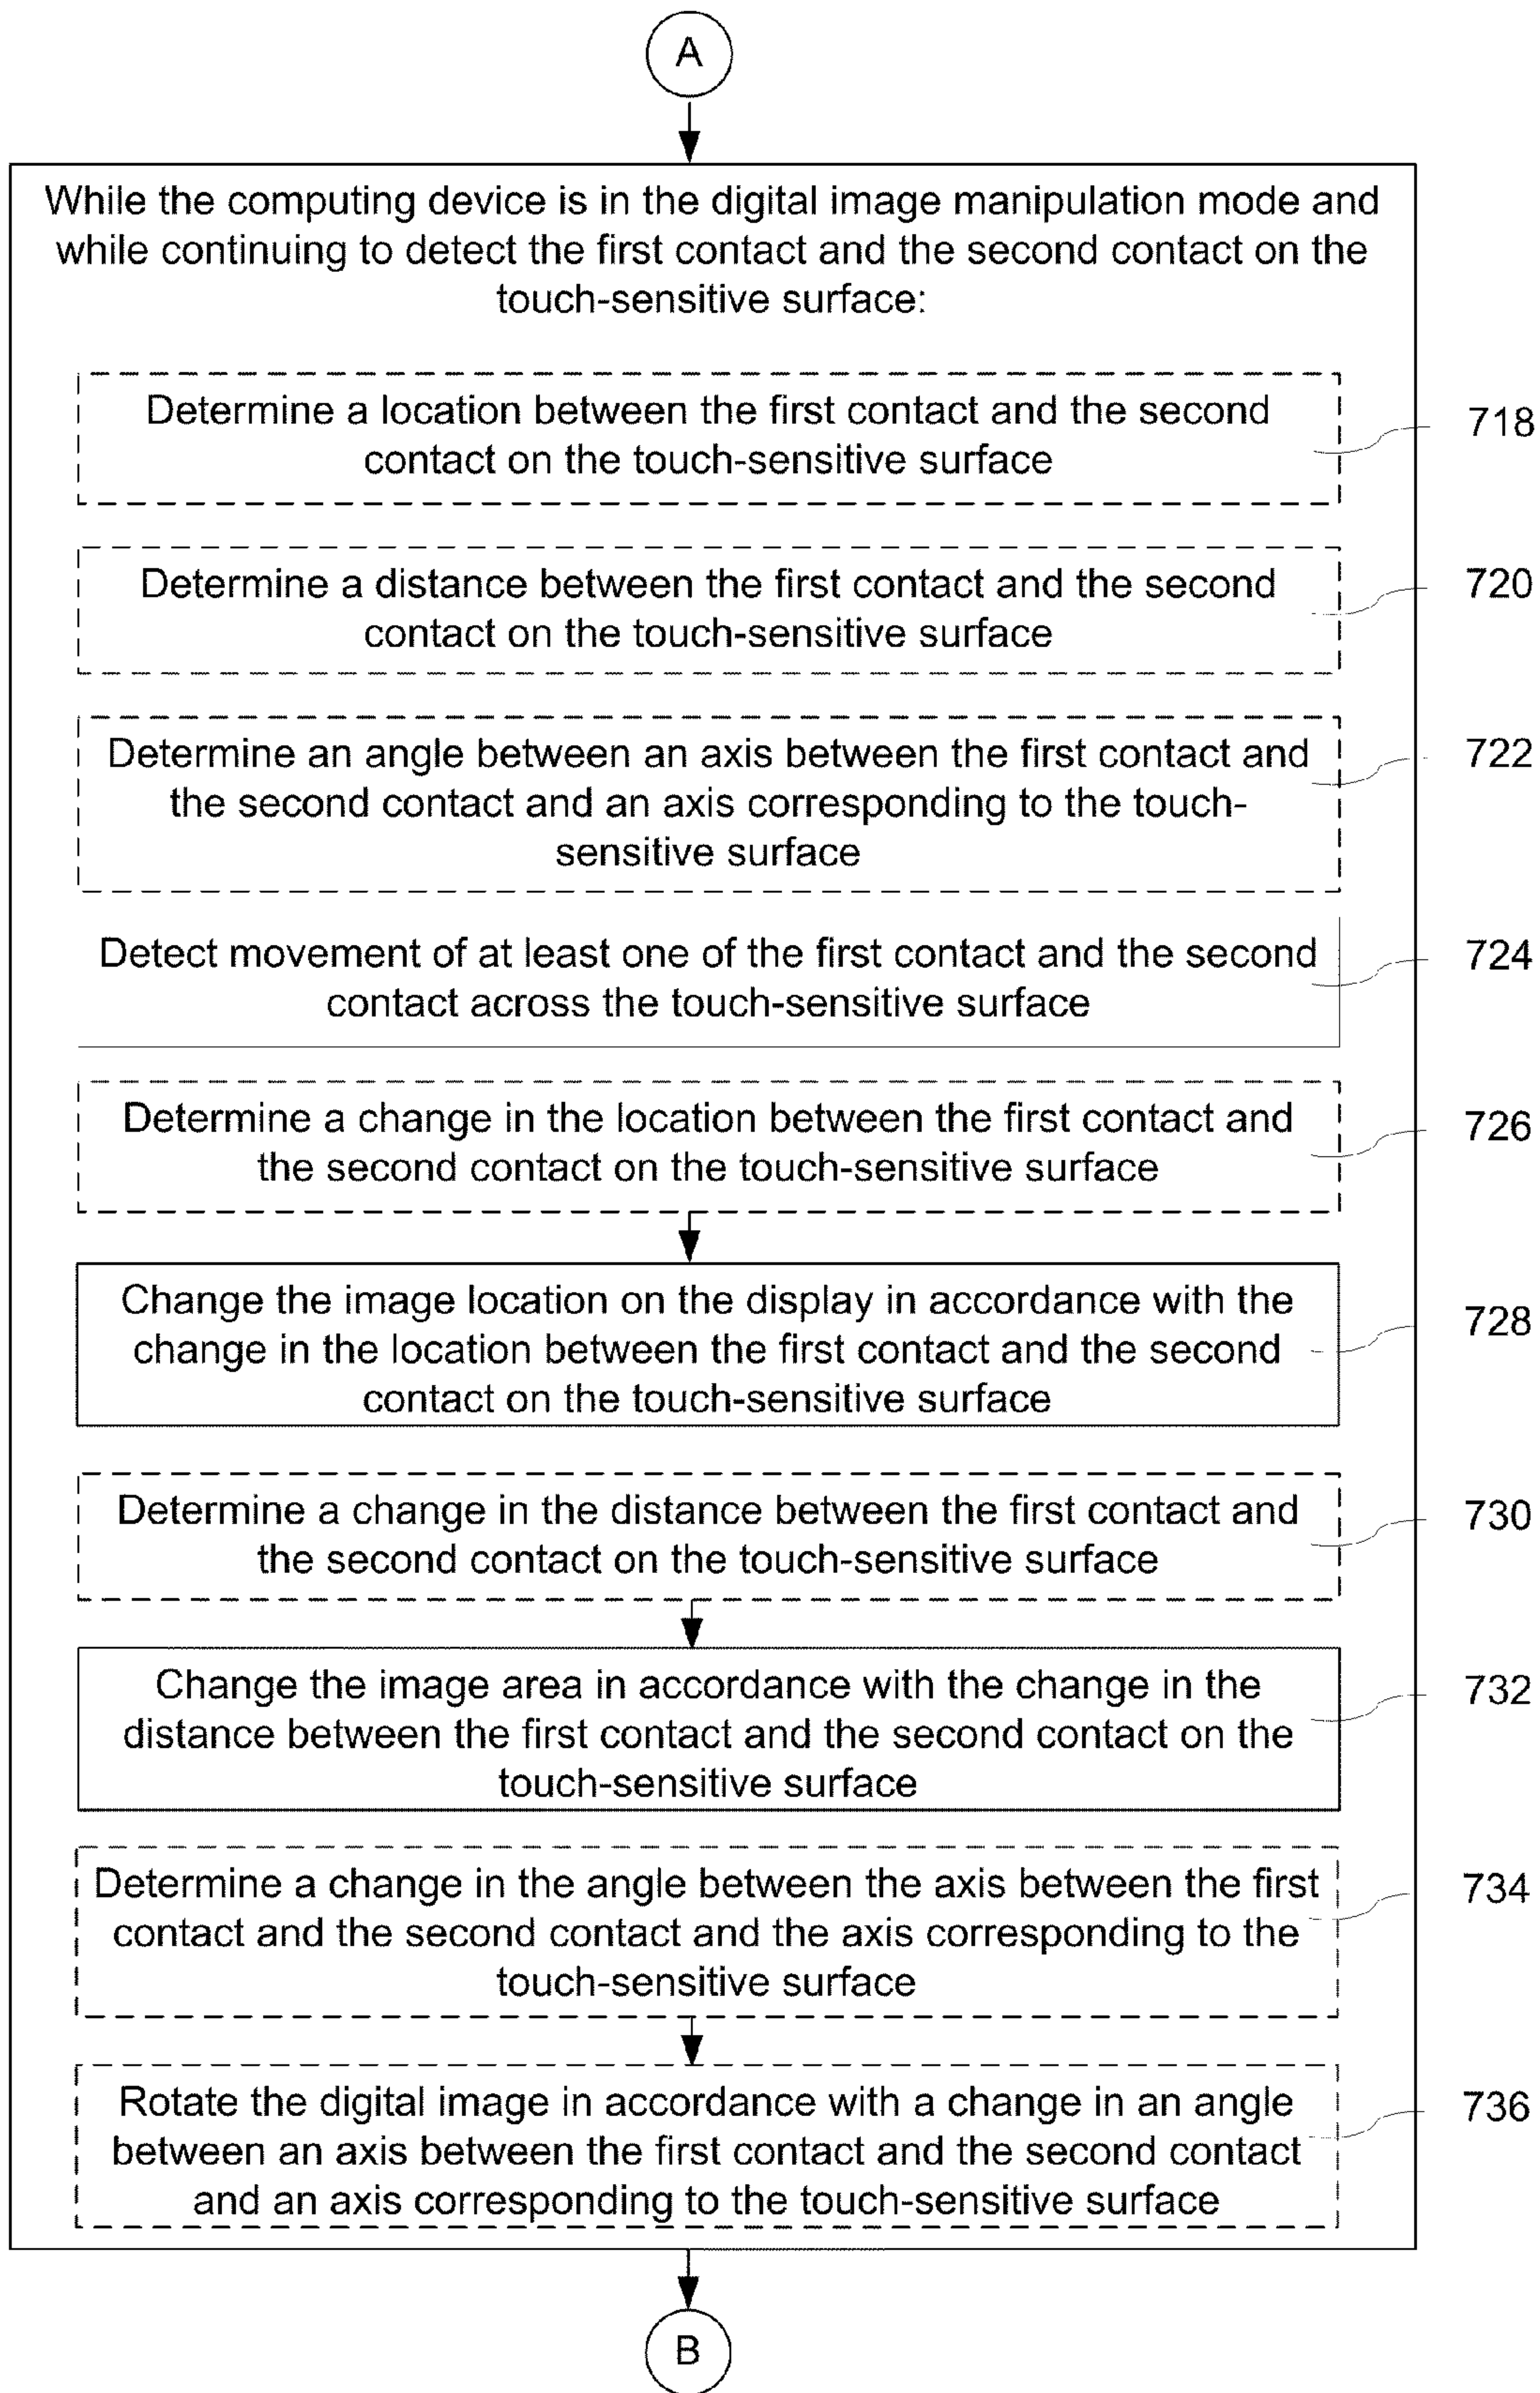 A
While the computing device is in the digital image manipulation mode and
while continuing to detect the first contact and the second contact on the
touch-sensitive surface:
Determine a location between the first contact and the second
contact on the touch-sensitive surface
718
Determine a distance between the first contact and the second
contact on the touch-sensitive surface
720
Determine an angle between an axis between the first contact and
the second contact and an axis corresponding to the touch-
sensitive surface
722
Detect movement of at least one of the first contact and the second
contact across the touch-sensitive surface
724
Determine a change in the location between the first contact and
the second contact on the touch-sensitive surface
726
Change the image location on the display in accordance with the
change in the location between the first contact and the second
contact on the touch-sensitive surface
728
Determine a change in the distance between the first contact and
the second contact on the touch-sensitive surface
730
Change the image area in accordance with the change in the
distance between the first contact and the second contact on the
touch-sensitive surface
732
Determine a change in the angle between the axis between the first
contact and the second contact and the axis corresponding to the
touch-sensitive surface
734
Rotate the digital image in accordance with a change in an angle
between an axis between the first contact and the second contact
and an axis corresponding to the touch-sensitive surface
736
B